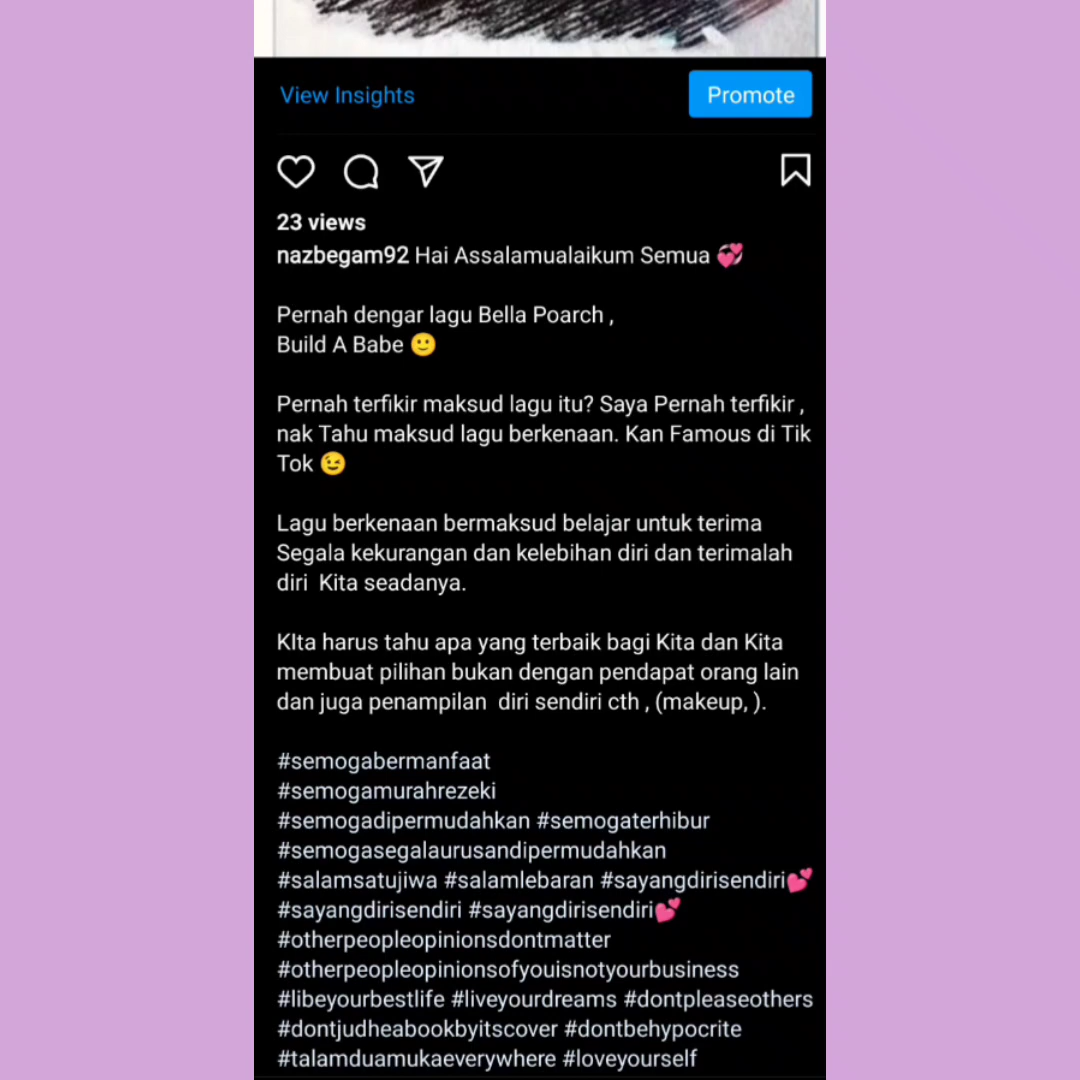 View Insights
Promote
23 views
nazbegam92 Hai Assalamualaikum Semua 💞
Pernah dengar lagu Bella Poarch ,
Build A Babe 🙂
Pernah terfikir maksud lagu itu? Saya Pernah terfikir ,
nak Tahu maksud lagu berkenaan. Kan Famous di Tik
Tok 😉
Lagu berkenaan bermaksud belajar untuk terima
Segala kekurangan dan kelebihan diri dan terimalah
diri  Kita seadanya.
KIta harus tahu apa yang terbaik bagi Kita dan Kita
membuat pilihan bukan dengan pendapat orang lain
dan juga penampilan  diri sendiri cth , (makeup, ).
#semogabermanfaat
#semogamurahrezeki
#semogadipermudahkan #semogaterhibur
#semogasegalaurusandipermudahkan
#salamsatujiwa #salamlebaran #sayangdirisendiri💕
#sayangdirisendiri #sayangdirisendiri💕
#otherpeopleopinionsdontmatter
#otherpeopleopinionsofyouisnotyourbusiness
#libeyourbestlife #liveyourdreams #dontpleaseothers
#dontjudheabookbyitscover #dontbehypocrite
#talamduamukaeverywhere #loveyourself